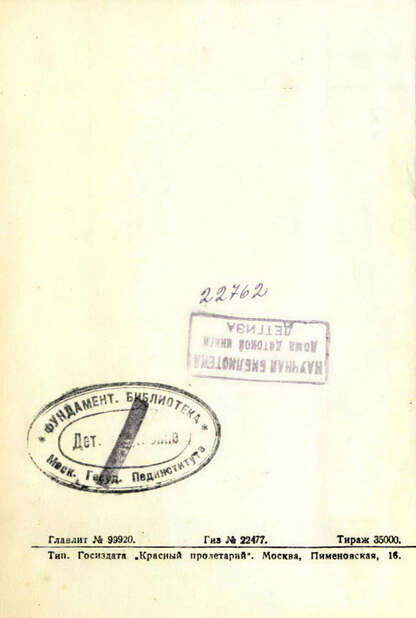 22762
НАУЧНАЯ БИБЛИОТЕКА
ДОМА ДЕТСКОЙ КНИГИ
ДЕТГИЗА
* ФУНДАМЕНТ. БИБЛИОТЕКА *
Дет.
Моск. Госуд. Пединститута
Главлит № 99920. Гиз № 22477. Тираж 35000.
Тип. Госиздата „Красный пролетарий“. Москва, Пименовская, 16.